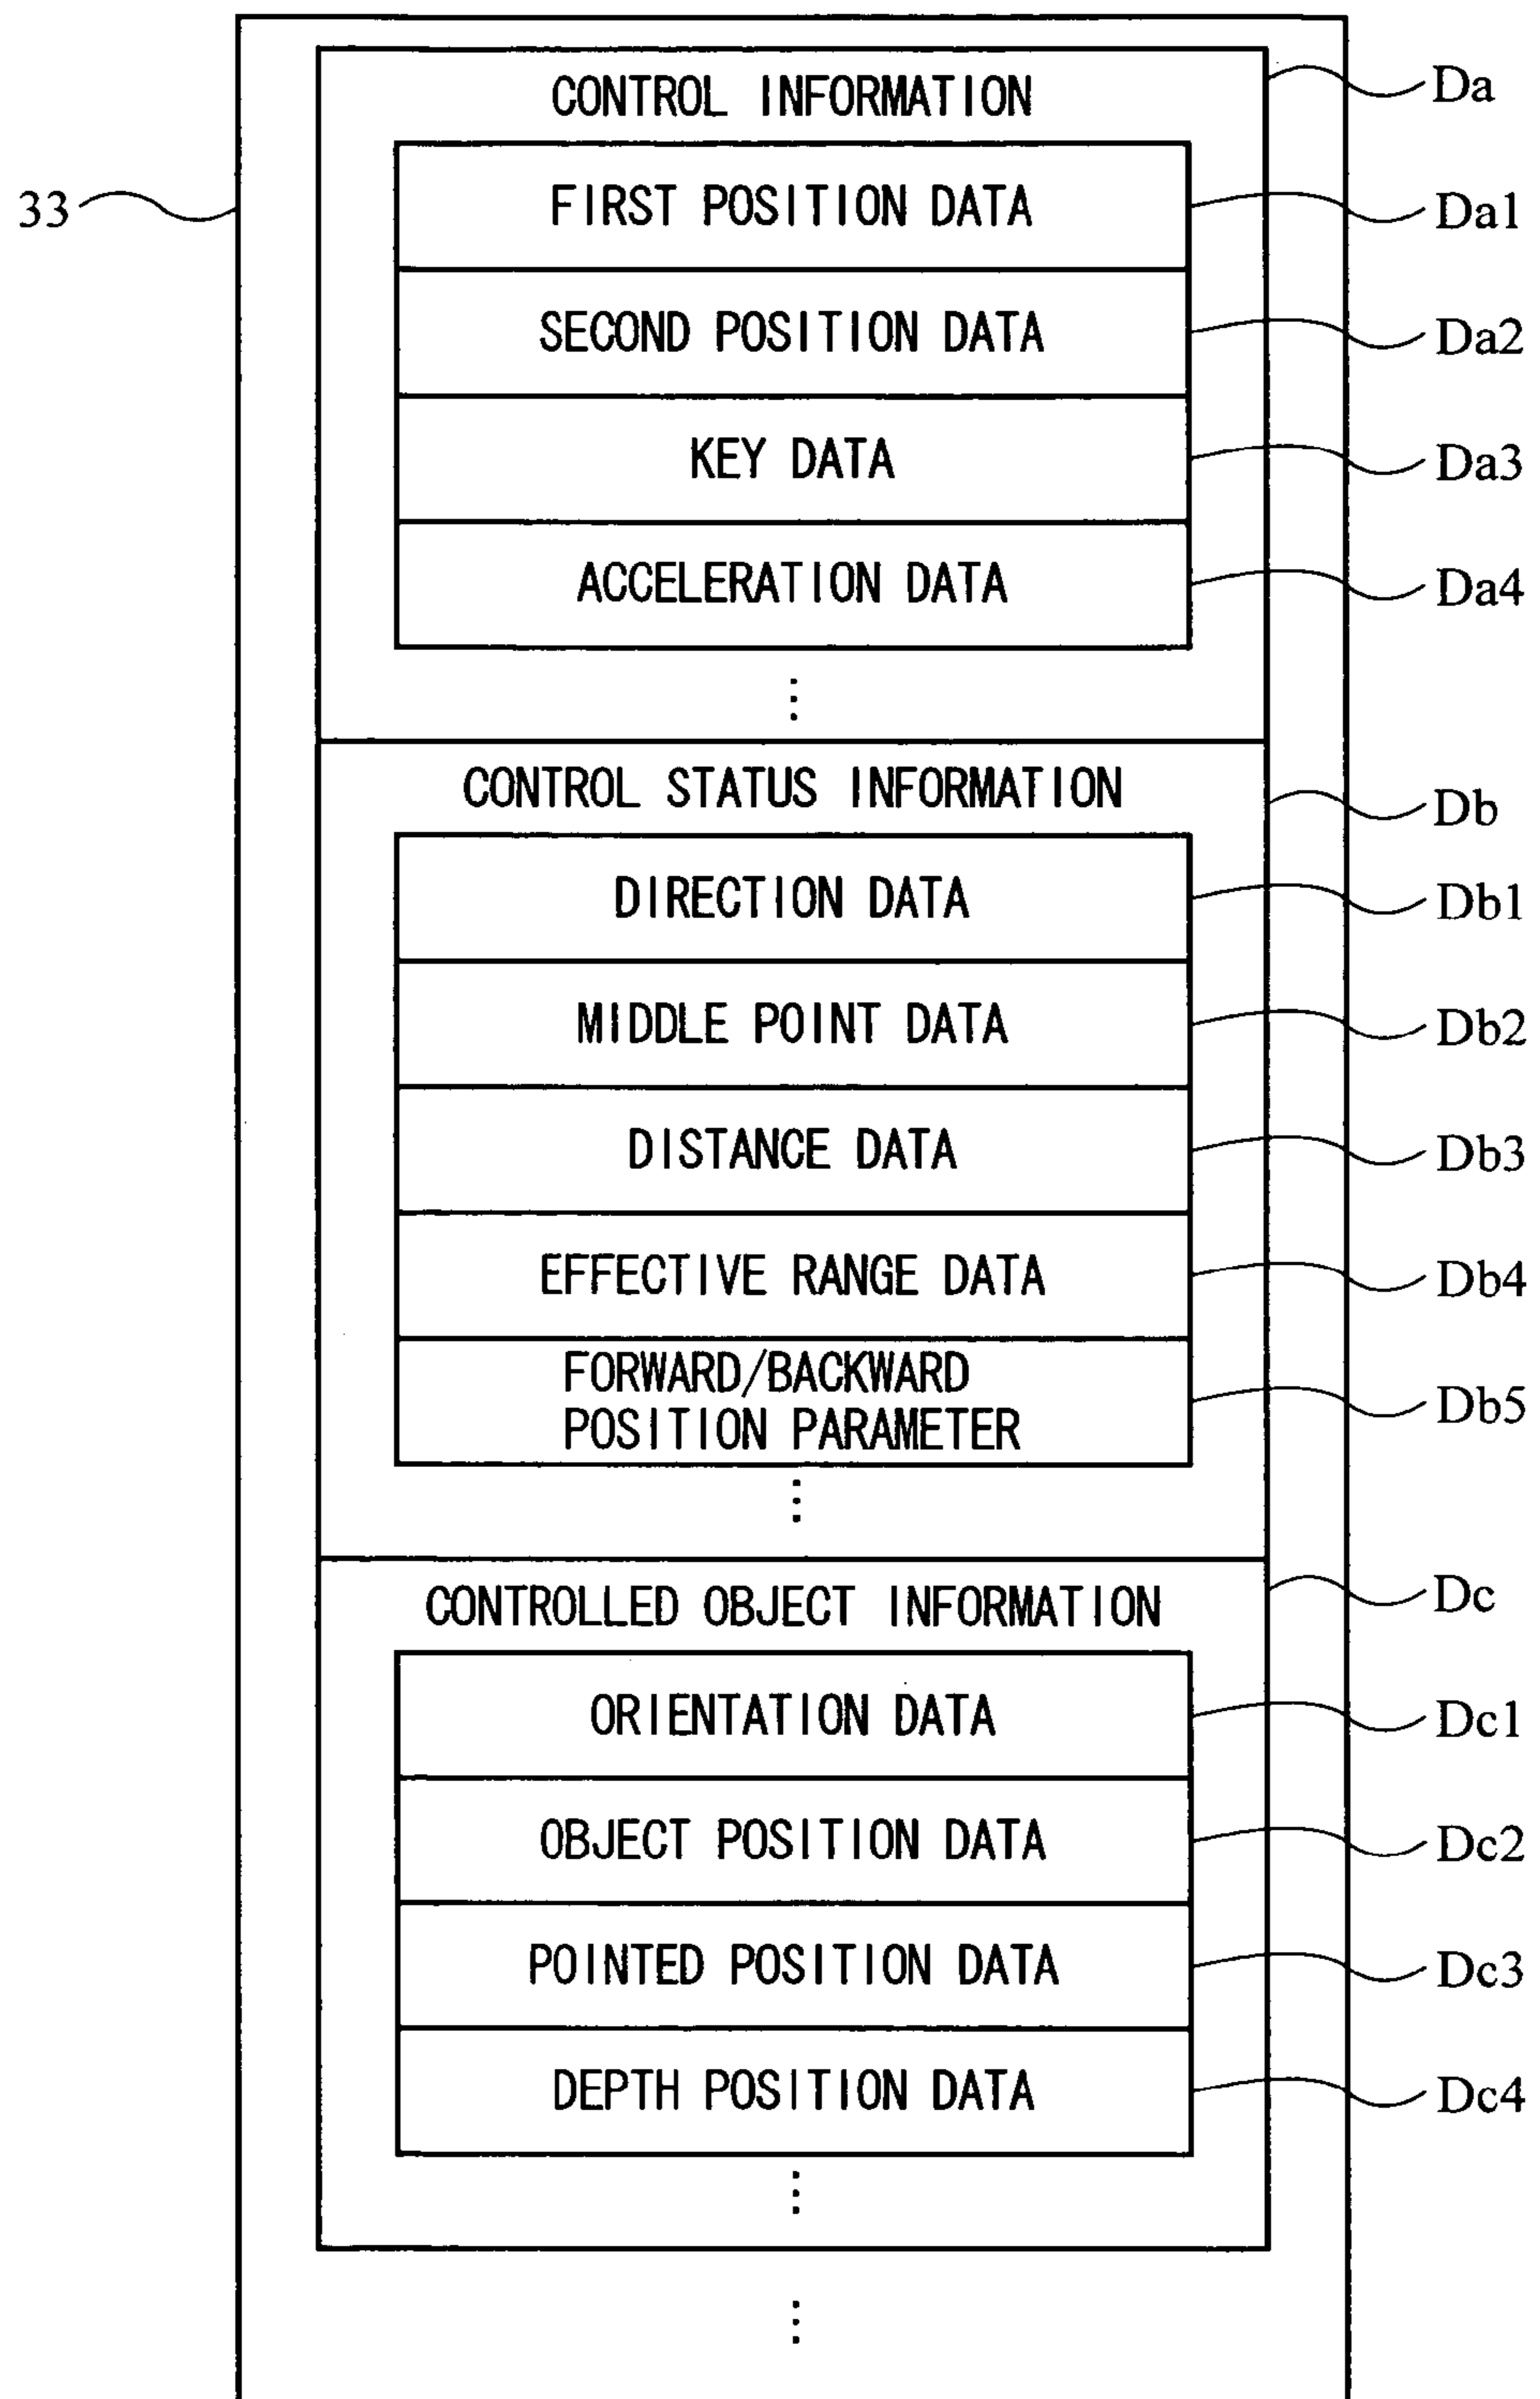 CONTROL INFORMATION
Da
FIRST POSITION DATA
Da1
33
SECOND POSITION DATA
Da2
KEY DATA
Da3
ACCELERATION DATA
Da4
CONTROL STATUS INFORMATION
Db
DIRECTION DATA
Db1
MIDDLE POINT DATA
Db2
DISTANCE DATA
Db3
EFFECTIVE RANGE DATA
Db4
FORWARD/BACKWARD
POSITION PARAMETER
Db5
CONTROLLED OBJECT INFORMATION
Dc
ORIENTATION DATA
Dc1
OBJECT POSITION DATA
Dc2
POINTED POSITION DATA
Dc3
DEPTH POSITION DATA
Dc4